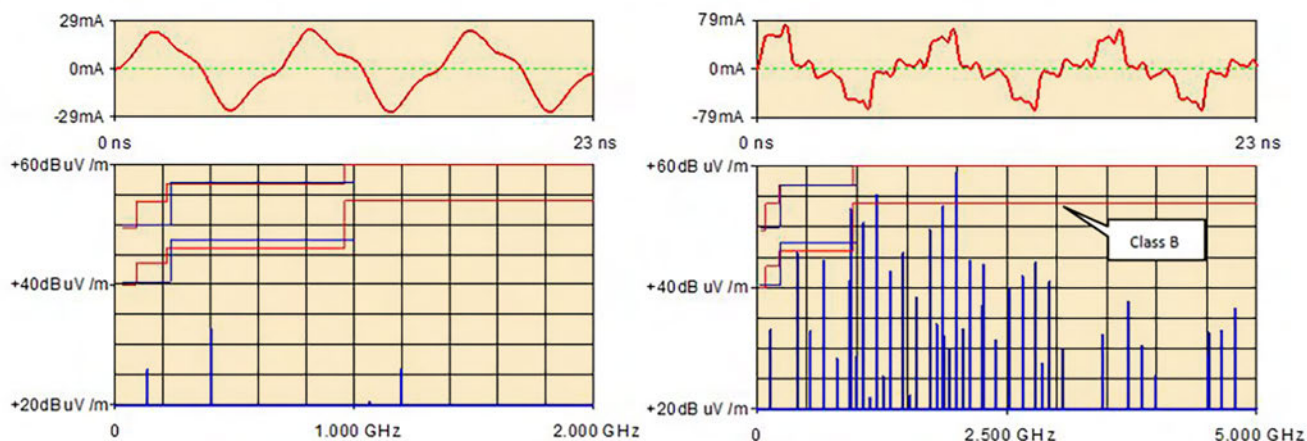 29mA
0mA
-29mA
0 ns
23 ns
+60dBuV /m
+40dBuV /m
+20dBuV /m
0
1.000 GHz
2.000 GHz
79mA
0mA
-79mA
0 ns
23 ns
+60dB uV /m
+40dB uV /m
+20dB uV /m
0
2.500 GHz
5.000 GHz
Class B